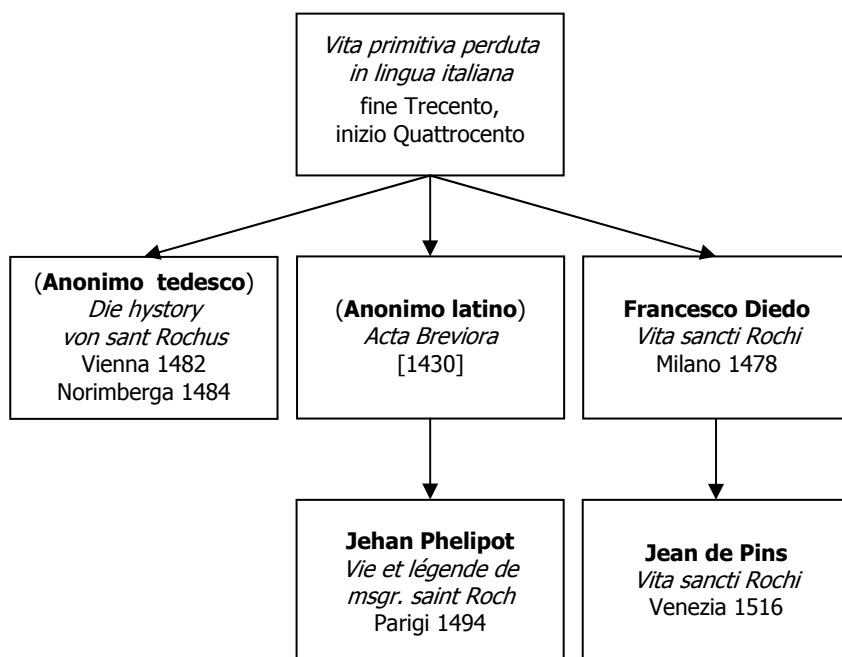 Vita primitiva perduta
in lingua italiana
fine Trecento,
inizio Quattrocento
(Anonimo tedesco)
Die hystory
von sant Rochus
Vienna 1482
Norimberga 1484
(Anonimo latino)
Acta Breviora
[1430]
Francesco Diedo
Vita sancti Rochi
Milano 1478
Jehan Phelipot
Vie et légende de
msgr. saint Roch
Parigi 1494
Jean de Pins
Vita sancti Rochi
Venezia 1516